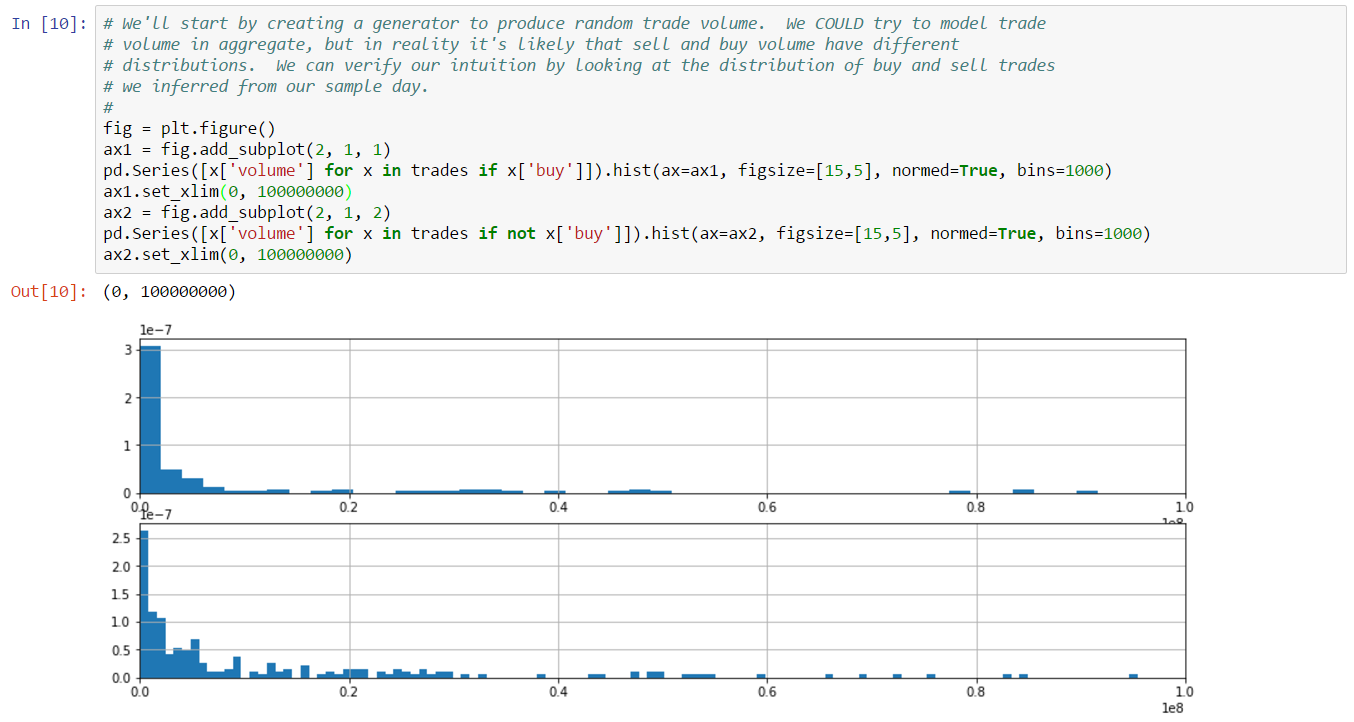 In [10]: # We'll start by creating a generator to produce random trade volume.  We COULD try to model trade
# volume in aggregate, but in reality it's likely that sell and buy volume have different
# distributions.  We can verify our intuition by looking at the distribution of buy and sell trades
# we inferred from our sample day.
#
fig = plt.figure()
ax1 = fig.add_subplot(2, 1, 1)
pd.Series([x['volume'] for x in trades if x['buy']]).hist(ax=ax1, figsize=[15,5], normed=True, bins=1000)
ax1.set_xlim(0, 100000000)
ax2 = fig.add_subplot(2, 1, 2)
pd.Series([x['volume'] for x in trades if not x['buy']]).hist(ax=ax2, figsize=[15,5], normed=True, bins=1000)
ax2.set_xlim(0, 100000000)
Out[10]: (0, 100000000)
1e−7
3
2
1
0
0.0 0.2 0.4 0.6 0.8 1.0
1e8
1e−7
2.5
2.0
1.5
1.0
0.5
0.0
0.0 0.2 0.4 0.6 0.8 1.0
1e8